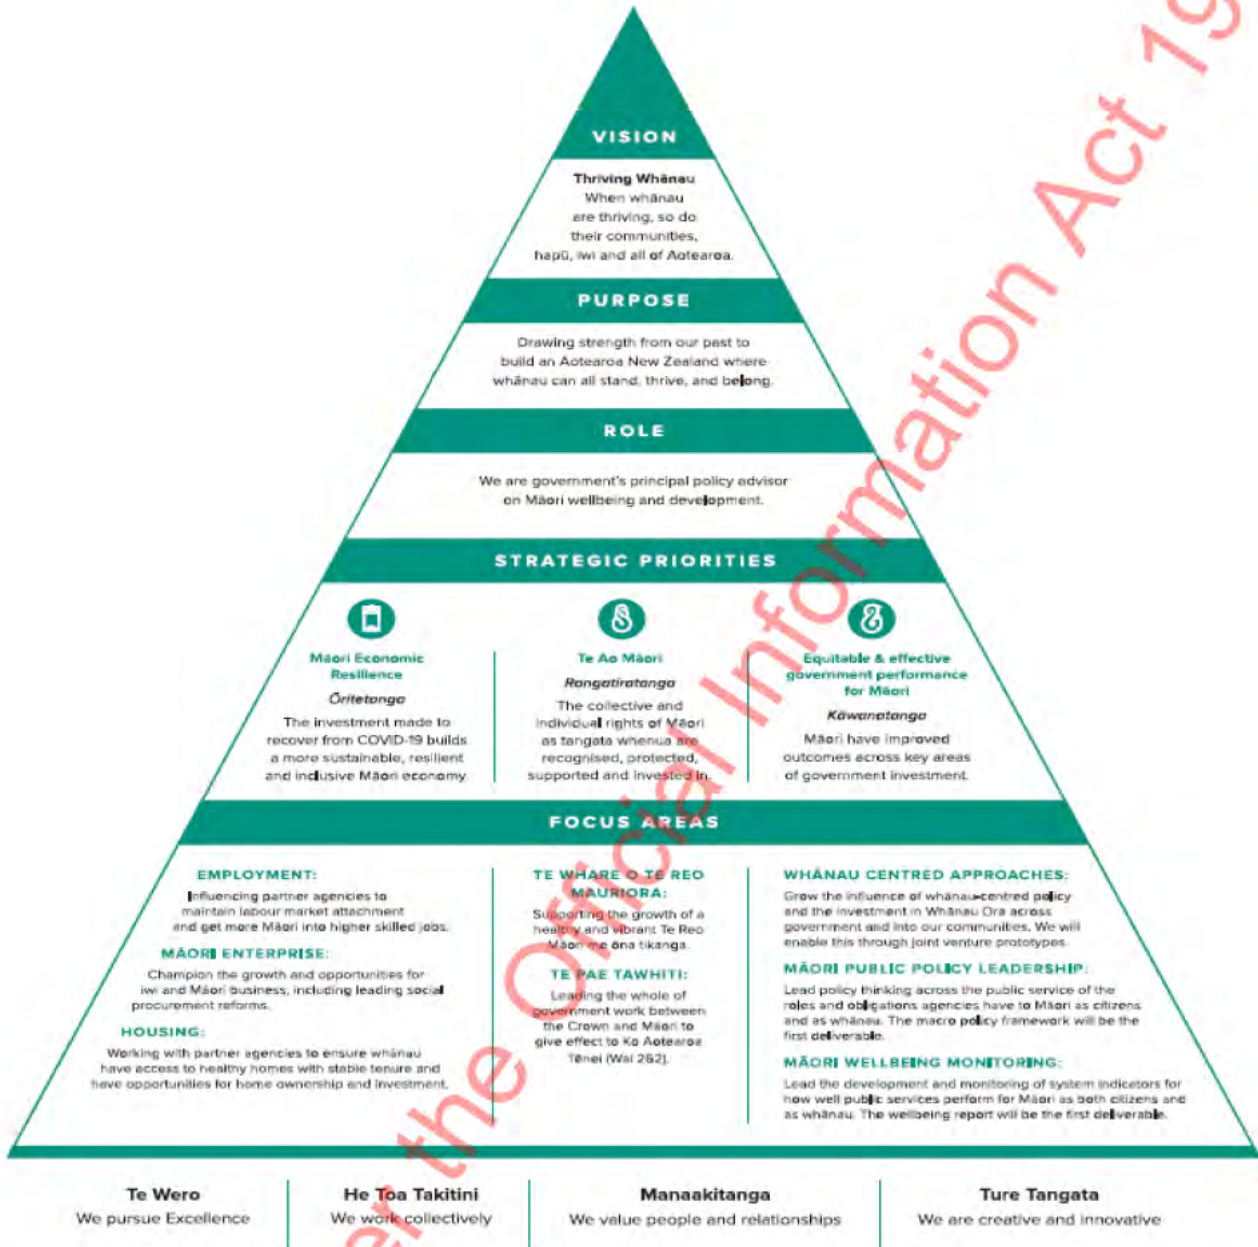 VISION
Thriving Whānau
When whānau
are thriving, so do
their communities,
hapū, iwi and all of Aotearoa.
PURPOSE
Drawing strength from our past to
build an Aotearoa New Zealand where
whānau can all stand, thrive, and belong.
ROLE
We are government's principal policy advisor
on Māori wellbeing and development.
STRATEGIC PRIORITIES
Māori Economic
Resilience
Ōritetanga
The investment made to
recover from COVID-19 builds
a more sustainable, resilient
and inclusive Māori economy
Te Ao Māori
Rangatiratanga
The collective and
individual rights of Māori
as tangata whenua are
recognised, protected,
supported and invested in.
Equitable & effective
government performance
for Māori
Kāwanatanga
Māori have improved
outcomes across key areas
of government investment.
FOCUS AREAS
EMPLOYMENT:
Influencing partner agencies to
maintain labour market attachment
and get more Māori into higher skilled jobs.
MĀORI ENTERPRISE:
Champion the growth and opportunities for
iwi and Māori business, including leading social
procurement reforms.
HOUSING:
Working with partner agencies to ensure whānau
have access to healthy homes with stable tenure and
have opportunities for home ownership and investment.
TE WHARE O TE REO
MAURIORA:
Supporting the growth of a
healthy and vibrant Te Reo
Māori me ōna tikanga.
TE PAE TAWHITI:
Leading the whole of
government work between
the Crown and Māori to
give effect to Ko Aotearoa
Tēnei (Wai 262).
WHĀNAU CENTRED APPROACHES:
Grow the influence of whānau-centred policy
and the investment in Whānau Ora across
government and into our communities. We will
enable this through joint venture prototypes.
MĀORI PUBLIC POLICY LEADERSHIP:
Lead policy thinking across the public service of the
roles and obligations agencies have to Māori as citizens
and as whānau. The macro policy framework will be the
first deliverable.
MĀORI WELLBEING MONITORING:
Lead the development and monitoring of system indicators for
how well public services perform for Māori as both citizens and
as whānau. The wellbeing report will be the first deliverable.
Te Wero
We pursue Excellence
He Toa Takitini
We work collectively
Manaakitanga
We value people and relationships
Ture Tangata
We are creative and innovative
the Official Information Act